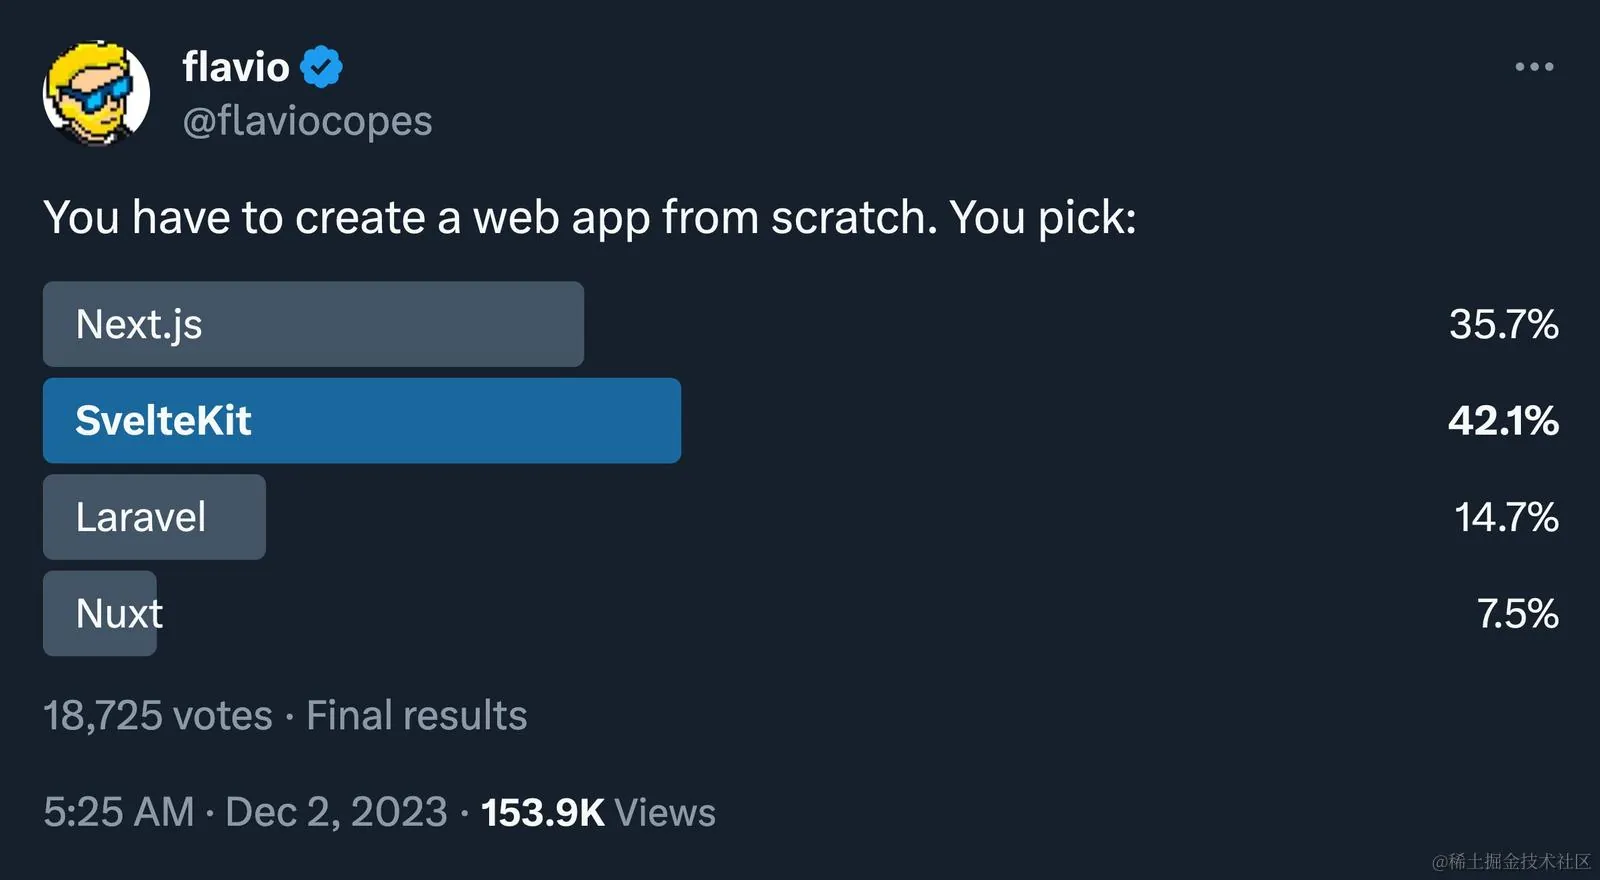 flavio
@flaviocopes
You have to create a web app from scratch. You pick:
Next.js 35.7%
SvelteKit 42.1%
Laravel 14.7%
Nuxt 7.5%
18,725 votes · Final results
5:25 AM · Dec 2, 2023 · 153.9K Views
@稀土掘金技术社区